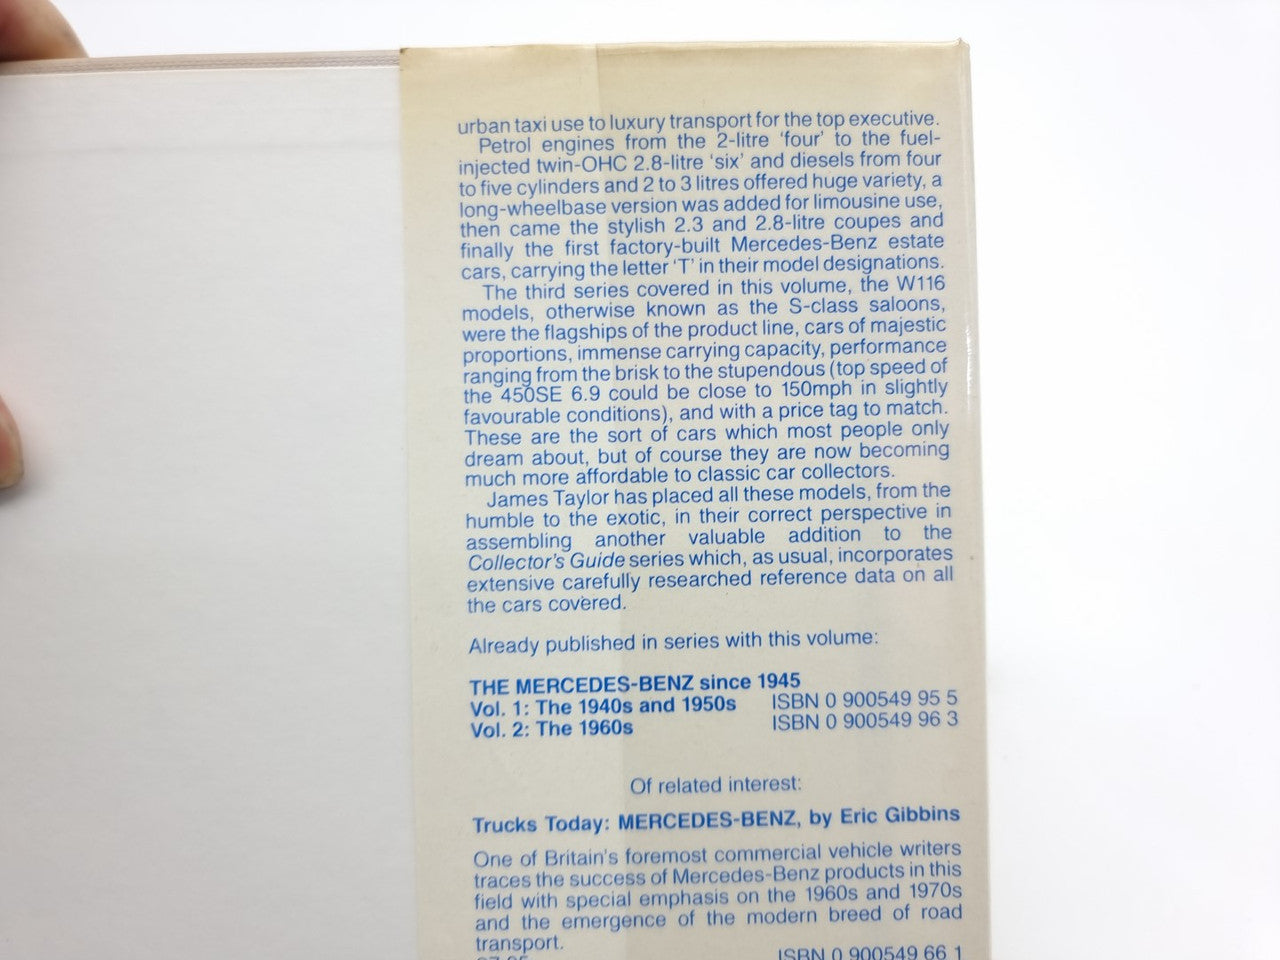 urban taxi use to luxury transport for the top executive.
Petrol engines from the 2-litre ‘four’ to the fuel-
injected twin-OHC 2.8-litre ‘six’ and diesels from four
to five cylinders and 2 to 3 litres offered huge variety, a
long-wheelbase version was added for limousine use,
then came the stylish 2.3 and 2.8-litre coupes and
finally the first factory-built Mercedes-Benz estate
cars, carrying the letter ‘T’ in their model designations.
The third series covered in this volume, the W116
models, otherwise known as the S-class saloons,
were the flagships of the product line, cars of majestic
proportions, immense carrying capacity, performance
ranging from the brisk to the stupendous (top speed of
the 450SE 6.9 could be close to 150mph in slightly
favourable conditions), and with a price tag to match.
These are the sort of cars which most people only
dream about, but of course they are now becoming
much more affordable to classic car collectors.
James Taylor has placed all these models, from the
humble to the exotic, in their correct perspective in
assembling another valuable addition to the
Collector’s Guide series which, as usual, incorporates
extensive carefully researched reference data on all
the cars covered.
Already published in series with this volume:
THE MERCEDES-BENZ since 1945
Vol. 1: The 1940s and 1950s ISBN 0 900549 95 5
Vol. 2: The 1960s ISBN 0 900549 96 3
Of related interest:
Trucks Today: MERCEDES-BENZ, by Eric Gibbins
One of Britain’s foremost commercial vehicle writers
traces the success of Mercedes-Benz products in this
field with special emphasis on the 1960s and 1970s
and the emergence of the modern breed of road
transport.
ISBN 0 900549 66 1